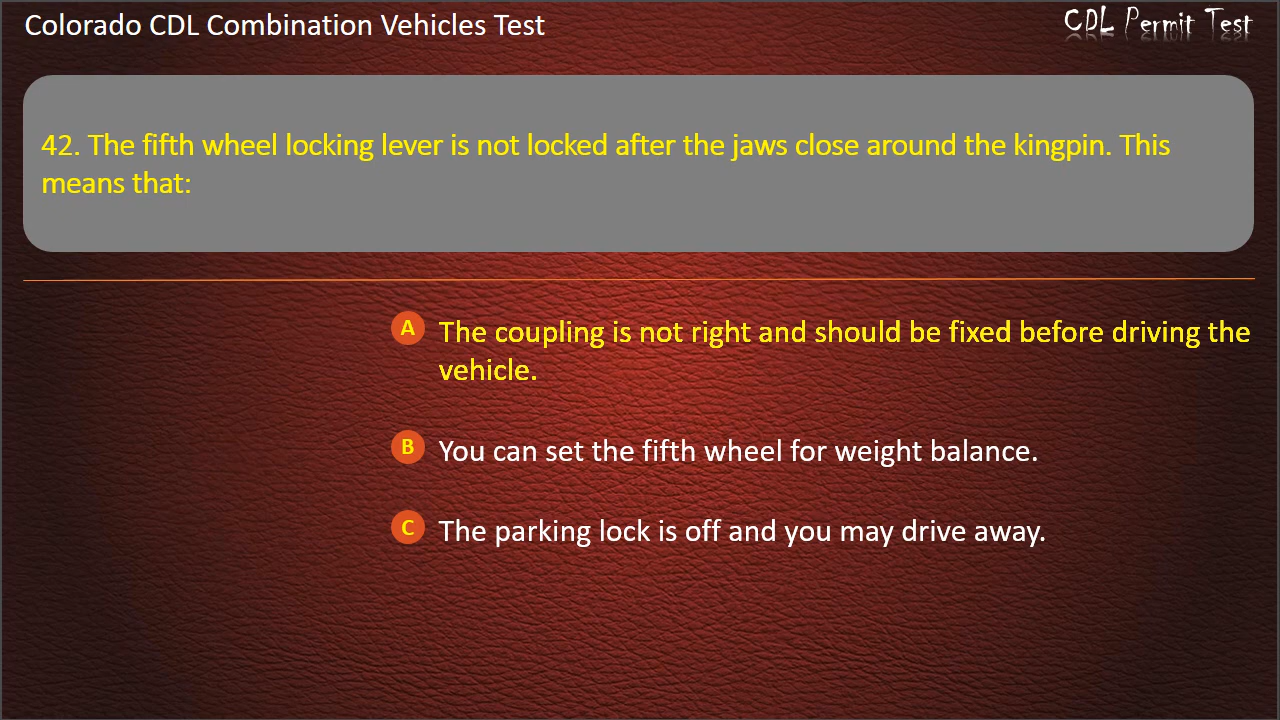 Colorado CDL Combination Vehicles Test
CDL Permit Test
42. The fifth wheel locking lever is not locked after the jaws close around the kingpin. This
means that:
A The coupling is not right and should be fixed before driving the
vehicle.
B You can set the fifth wheel for weight balance.
C The parking lock is off and you may drive away.